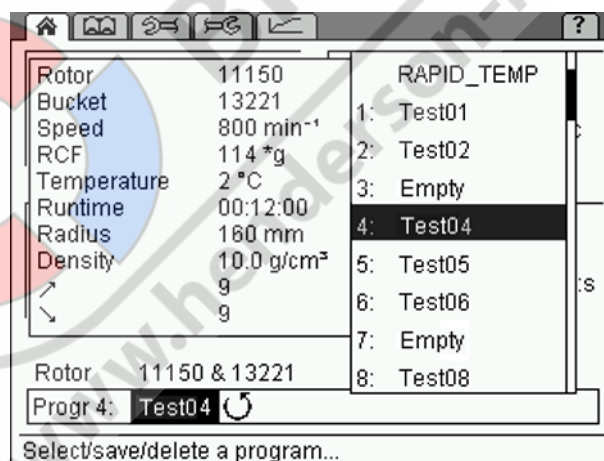 ?
Rotor 11150
Bucket 13221
Speed 800 min⁻¹
RCF 114 *g
Temperature 2 °C
Runtime 00:12:00
Radius 160 mm
Density 10.0 g/cm³
↗ 9
↘ 9
RAPID_TEMP
1: Test01
2: Test02
3: Empty
4: Test04
5: Test05
6: Test06
7: Empty
8: Test08
Rotor 11150 & 13221
Progr 4: Test04
Select/save/delete a program...